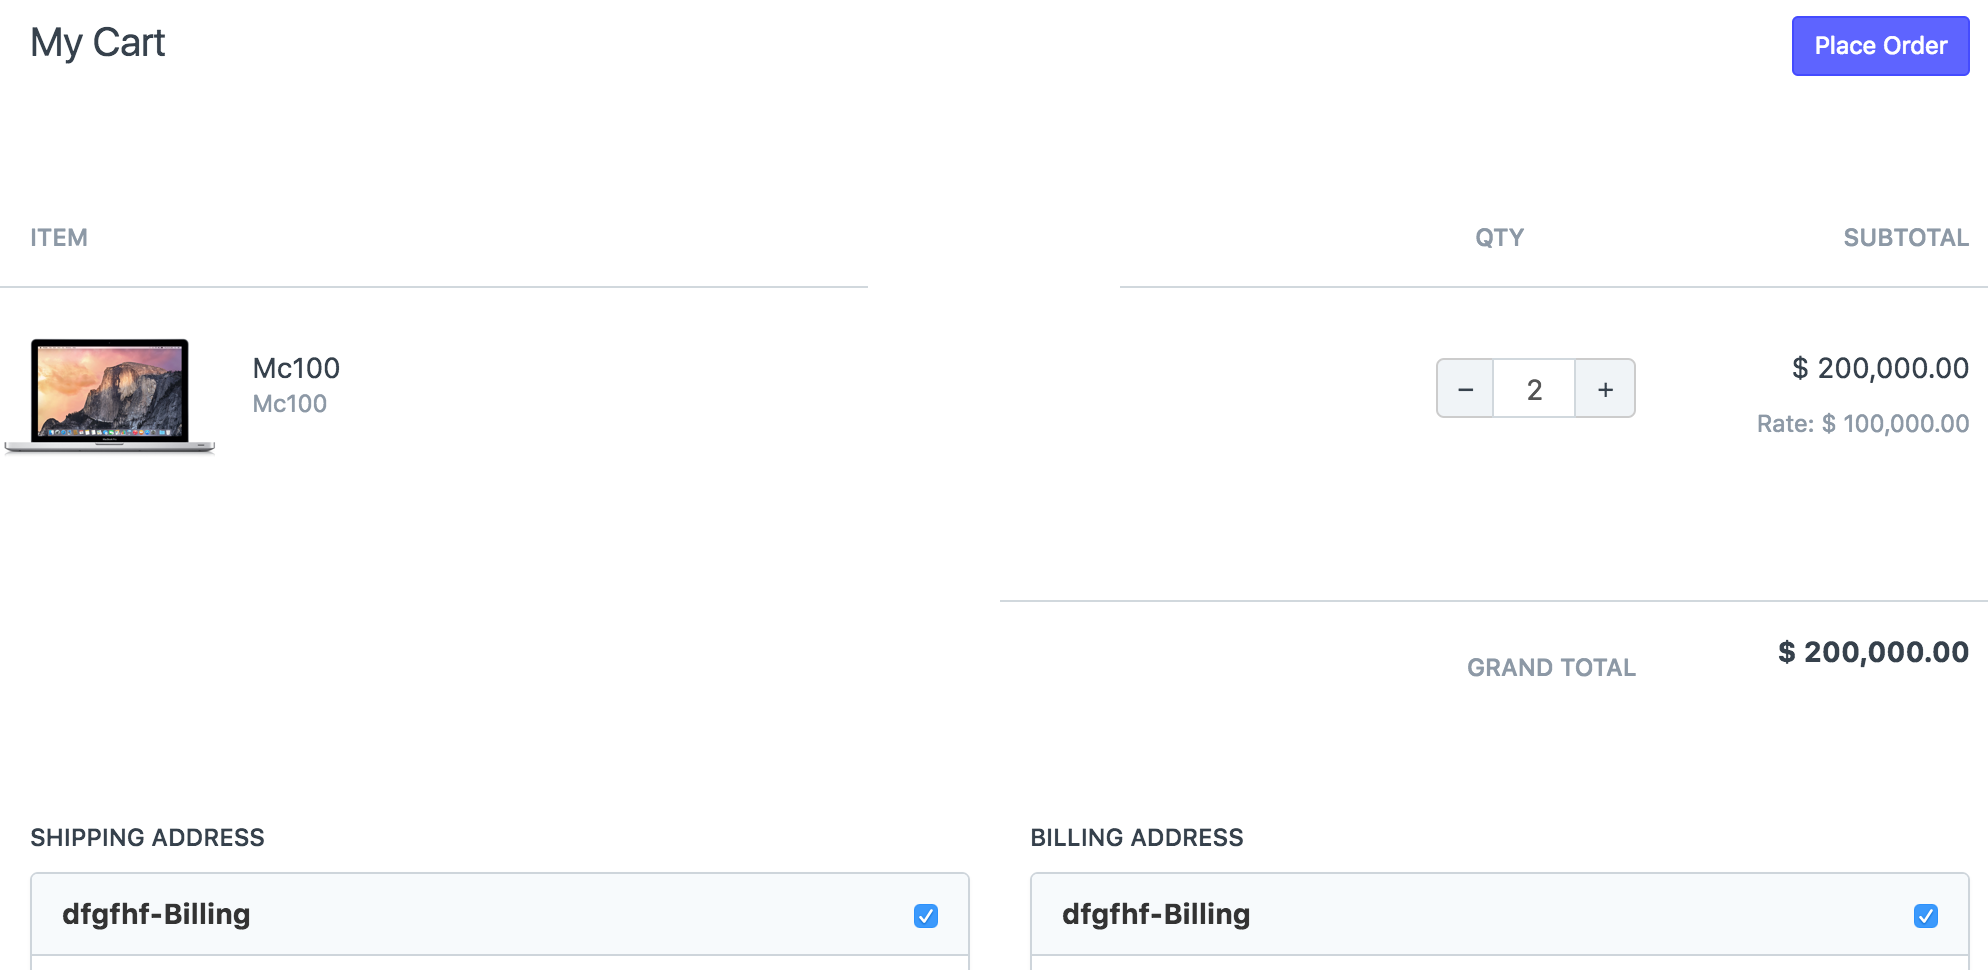 My Cart
Place Order
ITEM
QTY
SUBTOTAL
Mc100
Mc100
−
2
+
$ 200,000.00
Rate: $ 100,000.00
GRAND TOTAL
$ 200,000.00
SHIPPING ADDRESS
BILLING ADDRESS
dfgfhf-Billing
dfgfhf-Billing